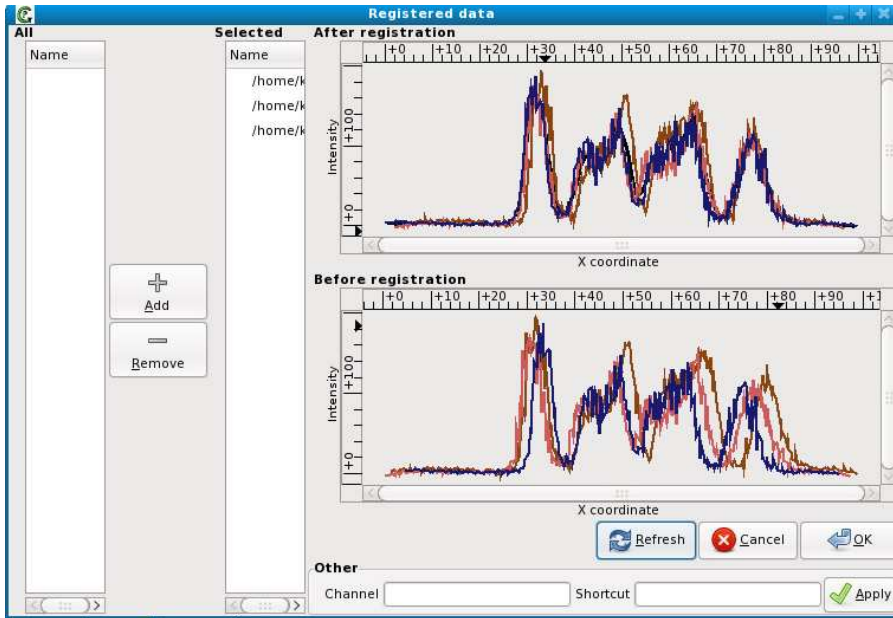 Registered data
All
Selected
After registration
Name
Name
+0 +10 +20 +30 +40 +50 +60 +70 +80 +90 +1
/home/k
/home/k
/home/k
Intensity
+100
+0
X coordinate
Before registration
+0 +10 +20 +30 +40 +50 +60 +70 +80 +90 +1
Add
Remove
Intensity
+100
+0
X coordinate
Refresh
Cancel
OK
Other
Channel
Shortcut
Apply